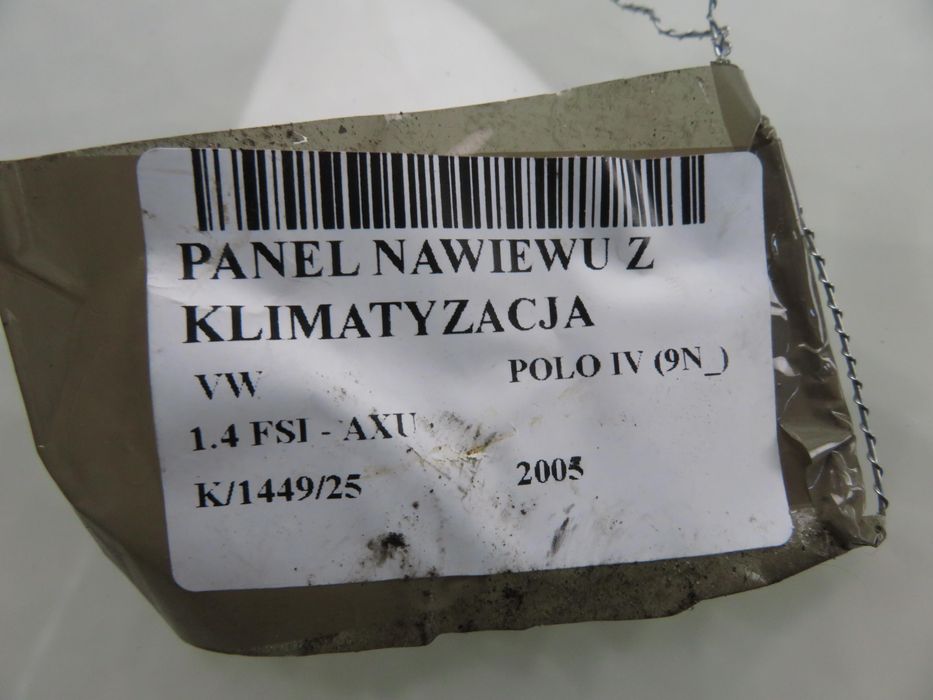 PANEL NAWIEWU Z
KLIMATYZACJA
VW POLO IV (9N_)
1.4 FSI - AXU
K/1449/25 2005